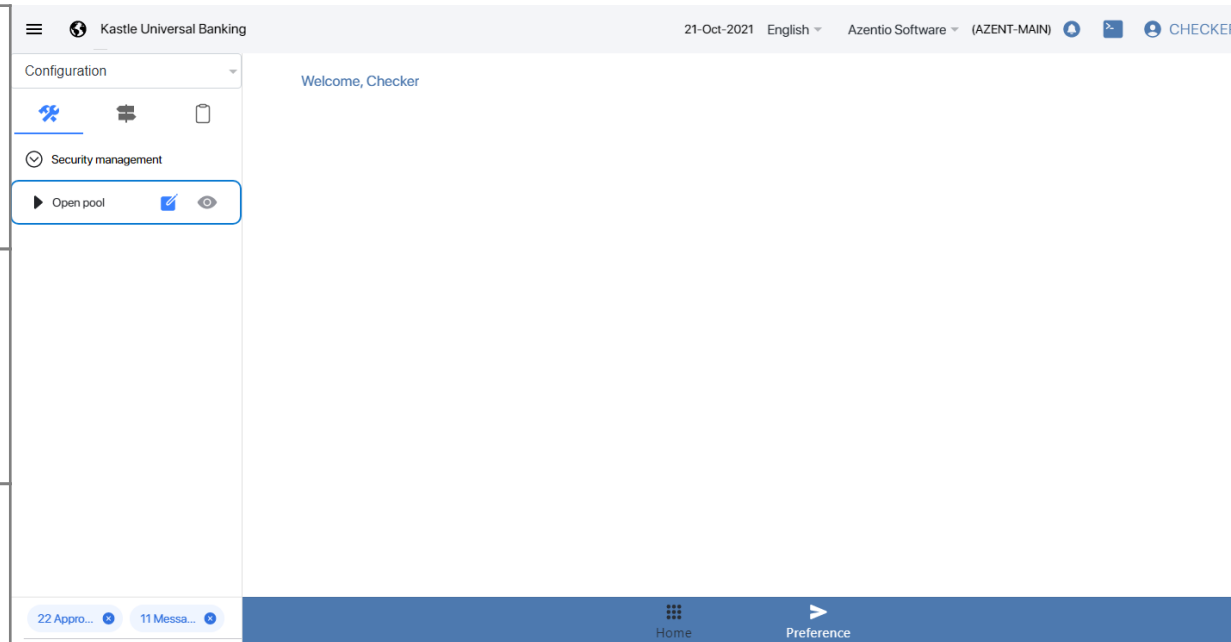 Kastle Universal Banking
21-Oct-2021 English Azentio Software (AZENT-MAIN) CHECKER
Configuration
Welcome, Checker
Security management
Open pool
22 Appro... 11 Messa...
Home Preference